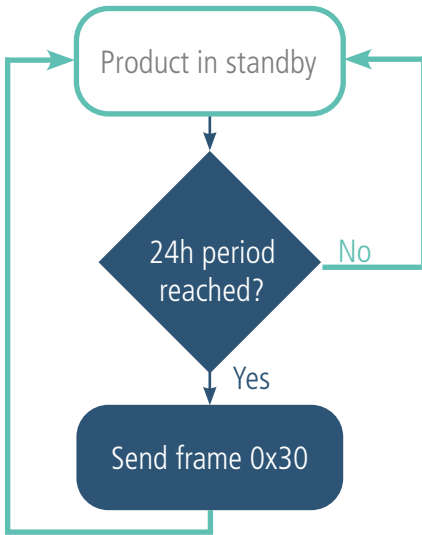 Product in standby
24h period
reached?
No
Yes
Send frame 0x30